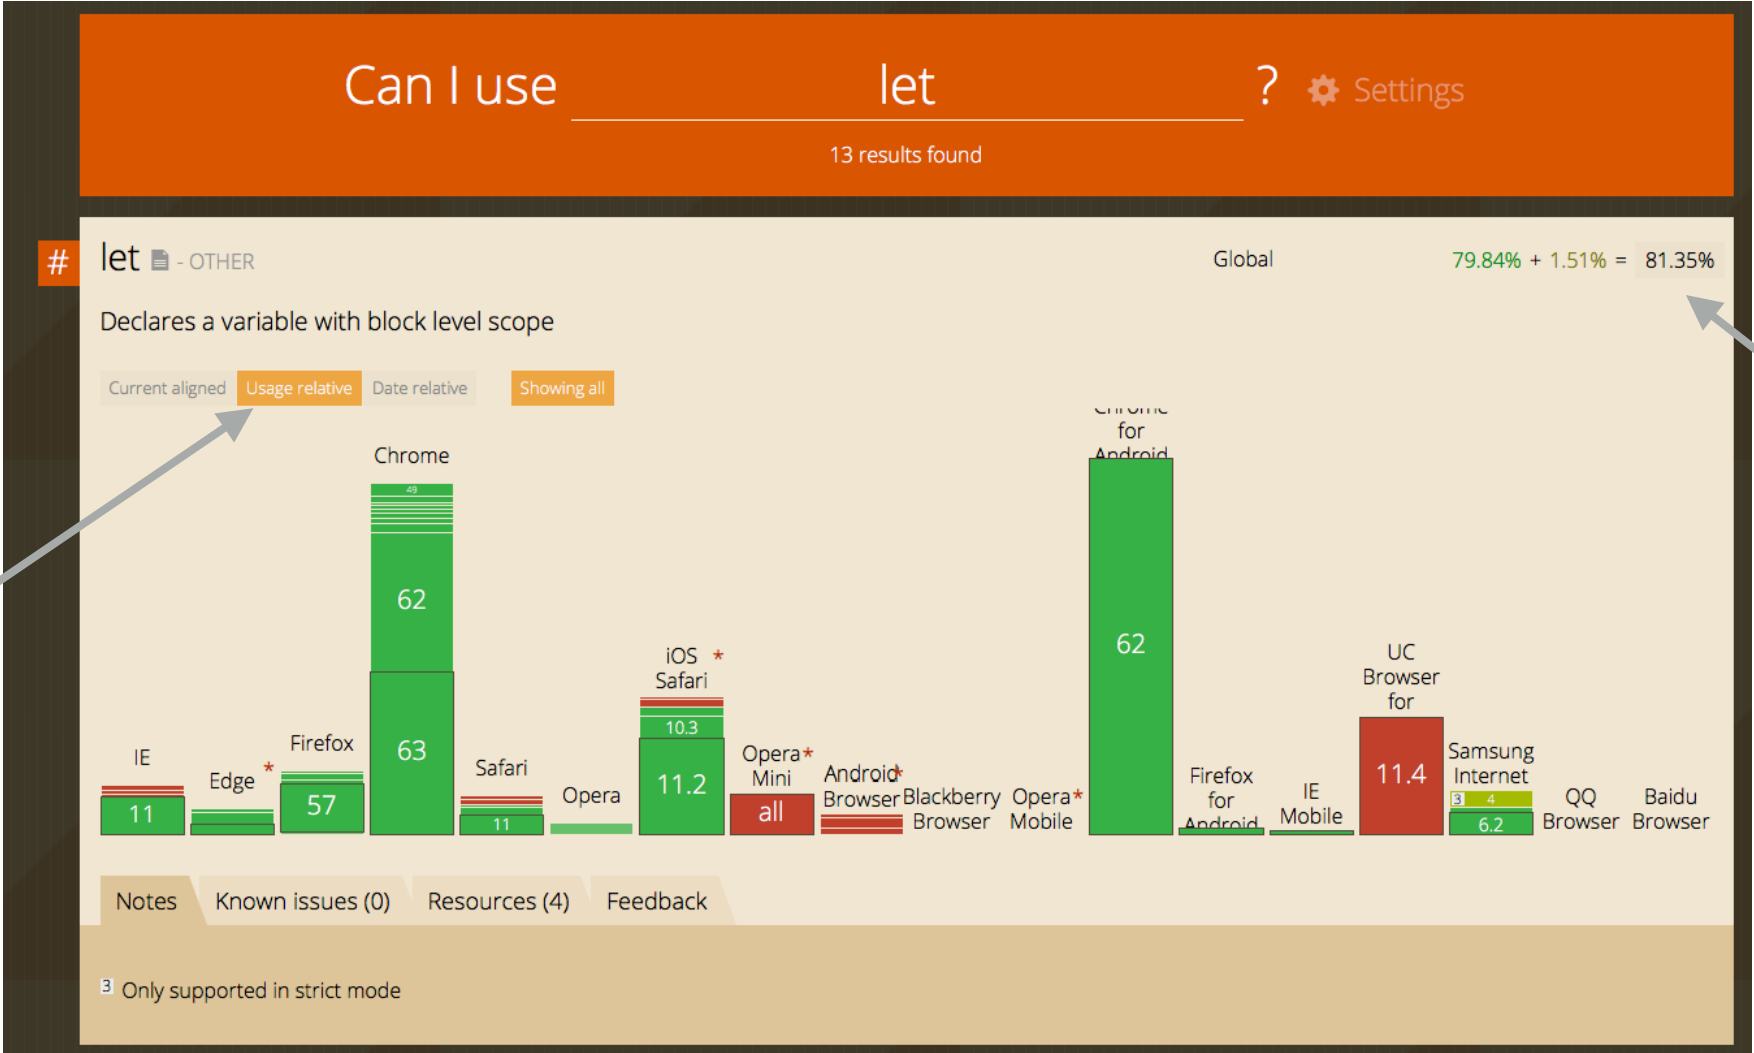 Can I use let ? Settings
13 results found
# let - OTHER Global 79.84% + 1.51% = 81.35%
Declares a variable with block level scope
Current aligned Usage relative Date relative Showing all
IE
11
Edge *
Firefox
57
Chrome
49
62
63
Safari
11
Opera
iOS *
Safari
10.3
11.2
Opera*
Mini
all
Android*
Browser
Blackberry
Browser
Opera*
Mobile
Chrome
for
Android
62
Firefox
for
Android
IE
Mobile
UC
Browser
for
11.4
Samsung
Internet
3 4
6.2
QQ
Browser
Baidu
Browser
Notes Known issues (0) Resources (4) Feedback
3 Only supported in strict mode